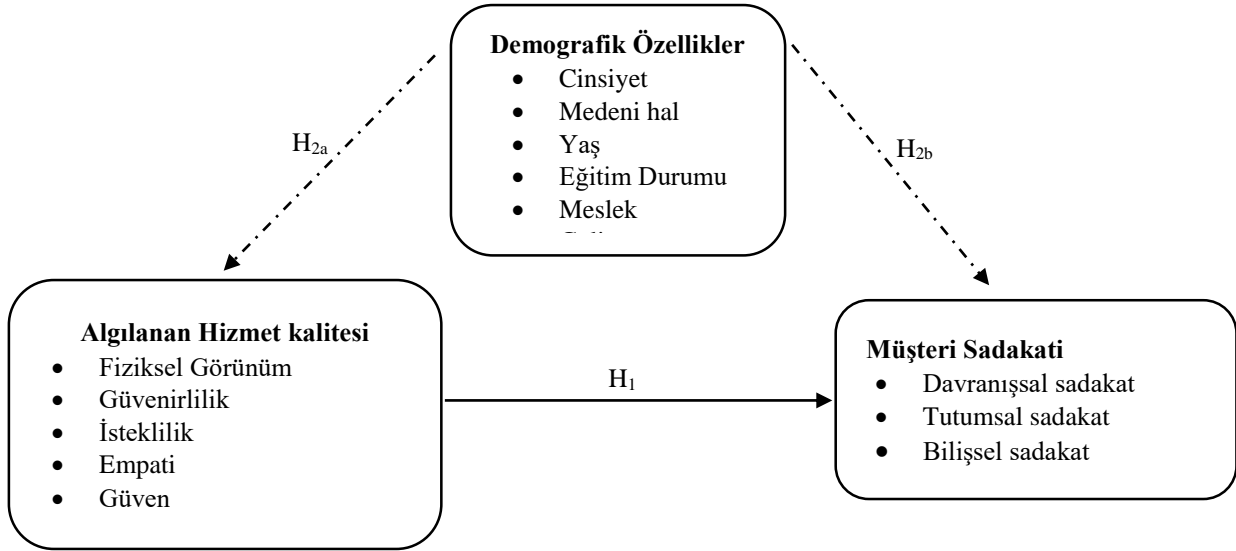 Demografik Özellikler
• Cinsiyet
• Medeni hal
• Yaş
• Eğitim Durumu
• Meslek
H2a
H2b
Algılanan Hizmet kalitesi
• Fiziksel Görünüm
• Güvenirlilik
• İsteklilik
• Empati
• Güven
H1
Müşteri Sadakati
• Davranışsal sadakat
• Tutumsal sadakat
• Bilişsel sadakat